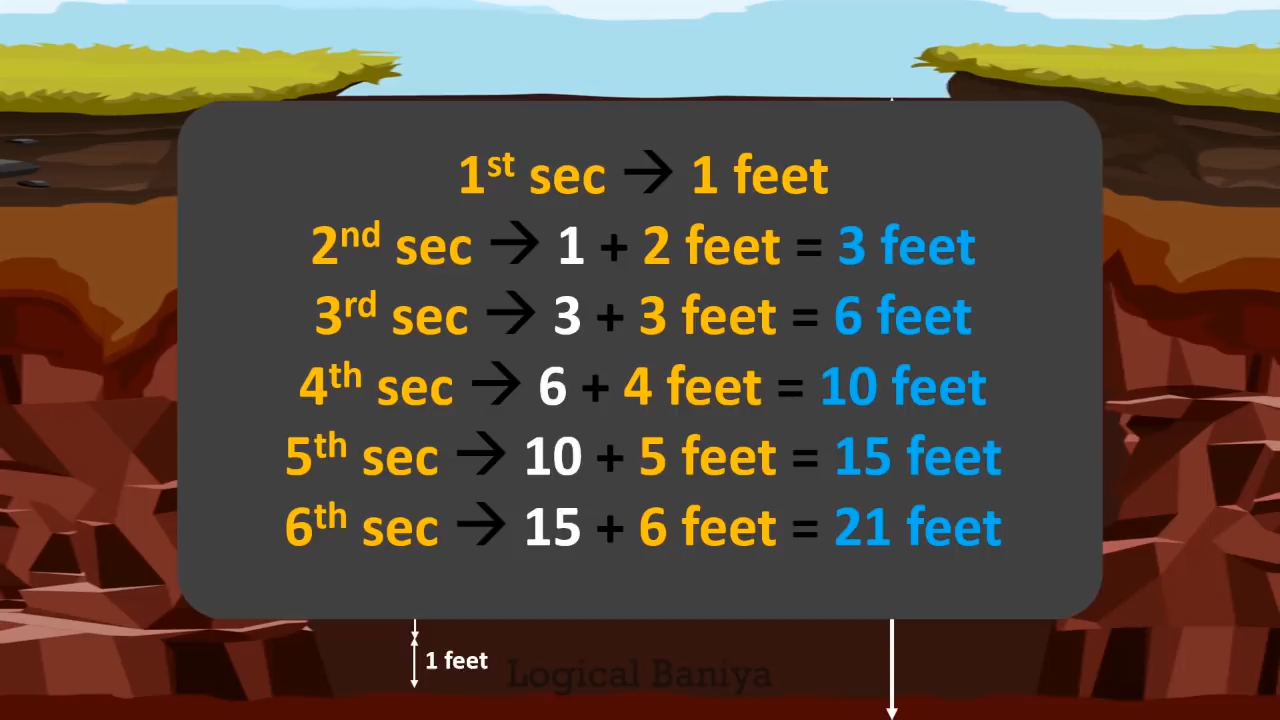 1st sec → 1 feet
2nd sec → 1 + 2 feet = 3 feet
3rd sec → 3 + 3 feet = 6 feet
4th sec → 6 + 4 feet = 10 feet
5th sec → 10 + 5 feet = 15 feet
6th sec → 15 + 6 feet = 21 feet
1 feet
Logical Baniya